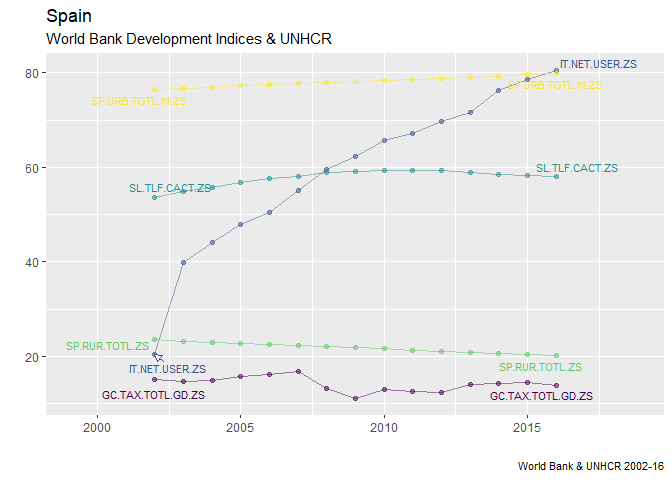 Spain
World Bank Development Indices & UNHCR
IT.NET.USER.ZS
80
SP.URB.TOTL.IN.ZS
SP.URB.TOTL.IN.ZS
60
SL.TLF.CACT.ZS
SL.TLF.CACT.ZS
40
SP.RUR.TOTL.ZS
20
IT.NET.USER.ZS
SP.RUR.TOTL.ZS
GC.TAX.TOTL.GD.ZS
GC.TAX.TOTL.GD.ZS
2000
2005
2010
2015
World Bank & UNHCR 2002-16